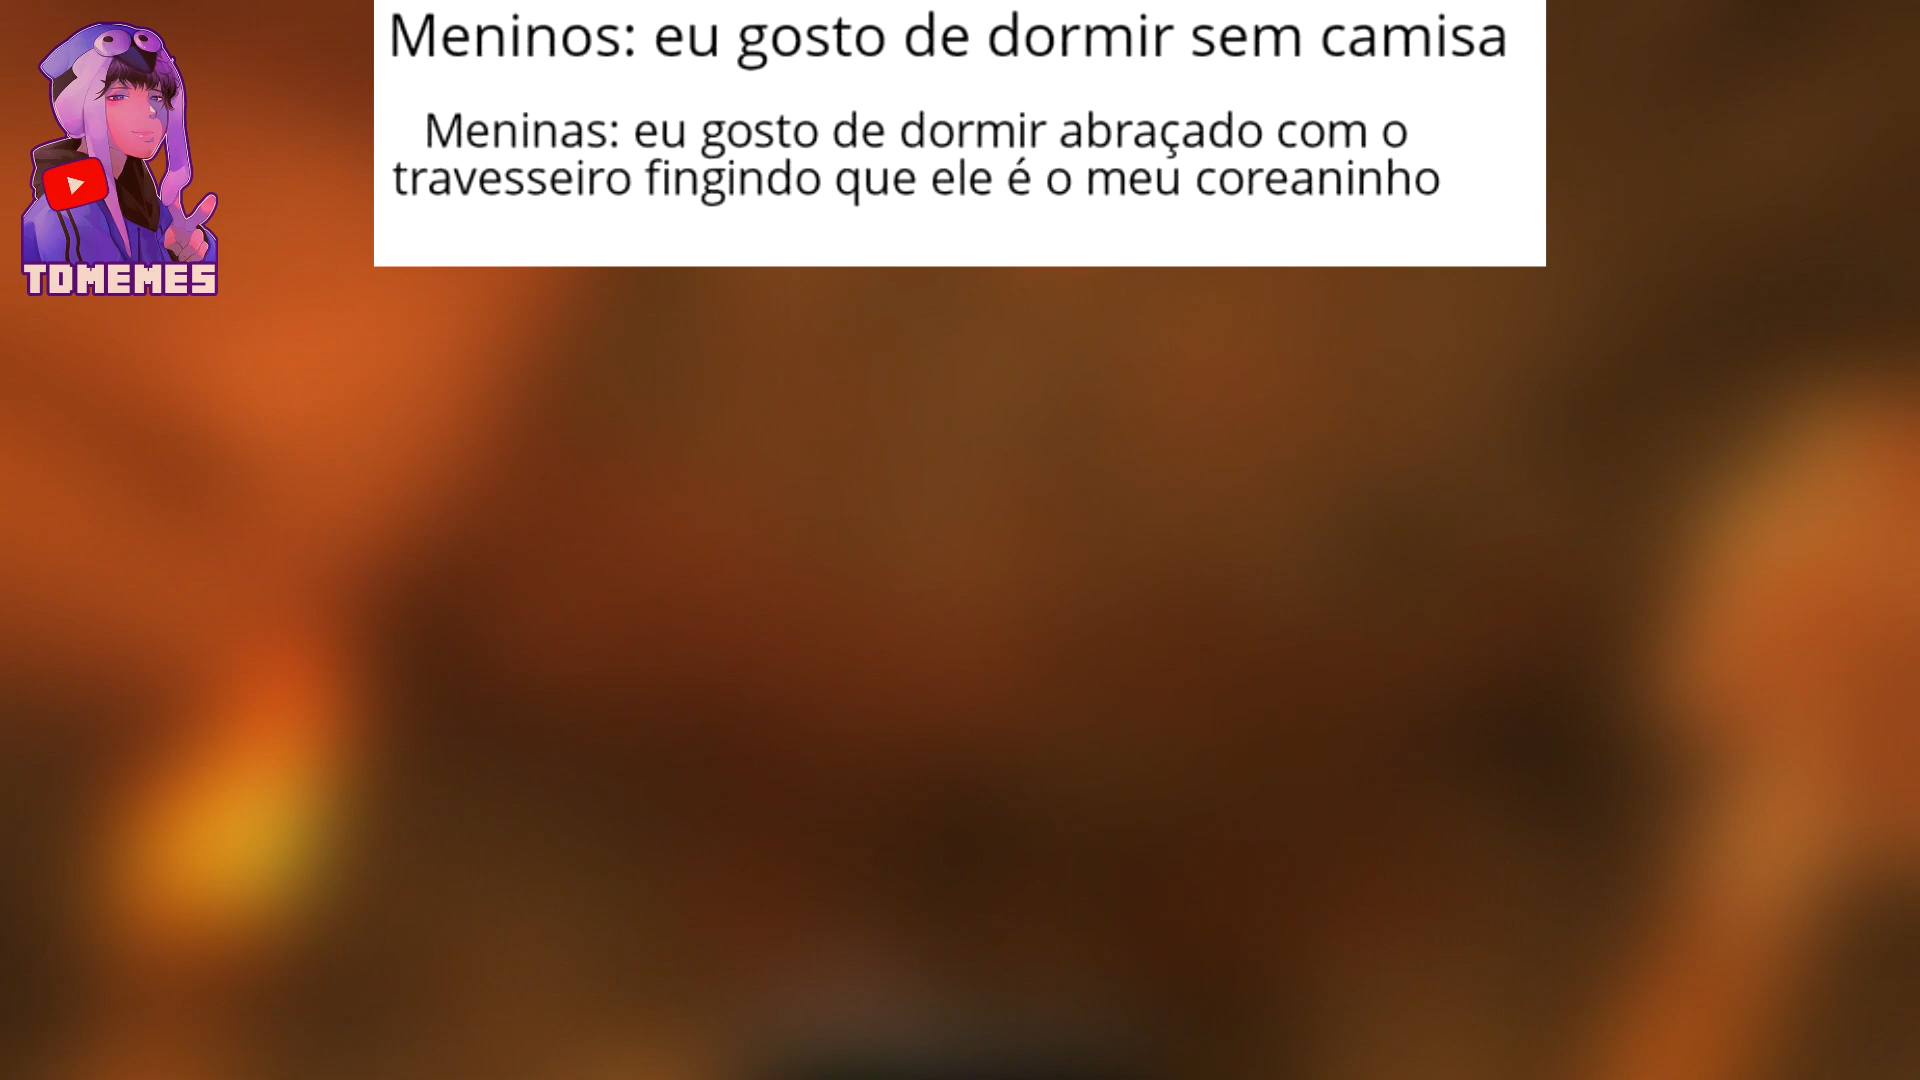 Meninos: eu gosto de dormir sem camisa
Meninas: eu gosto de dormir abraçado com o
travesseiro fingindo que ele é o meu coreaninho
TDMEMES